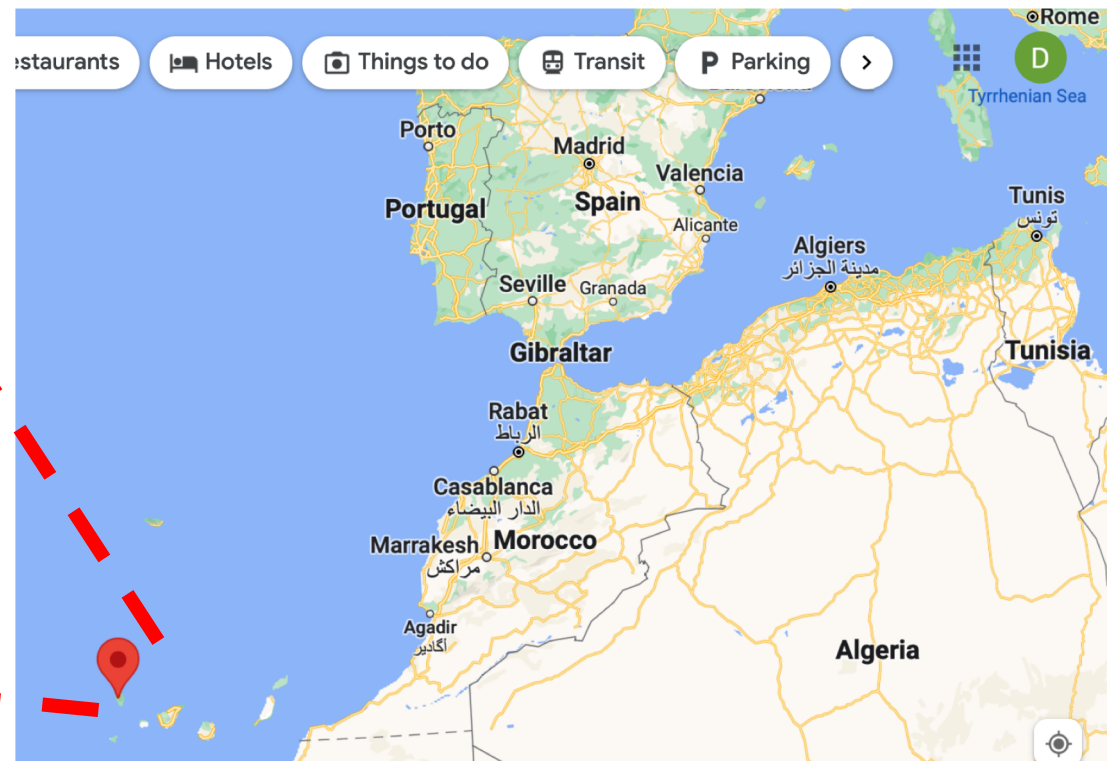 Rome
estaurants
Hotels
Things to do
Transit
P Parking
D
Tyrrhenian Sea
Porto
Madrid
Valencia
Portugal
Spain
Alicante
Tunis
تونس
Algiers
مدينة الجزائر
Seville
Granada
Gibraltar
Tunisia
Rabat
الرباط
Casablanca
الدار البيضاء
Marrakesh
مراكش
Morocco
Agadir
أكادير
Algeria